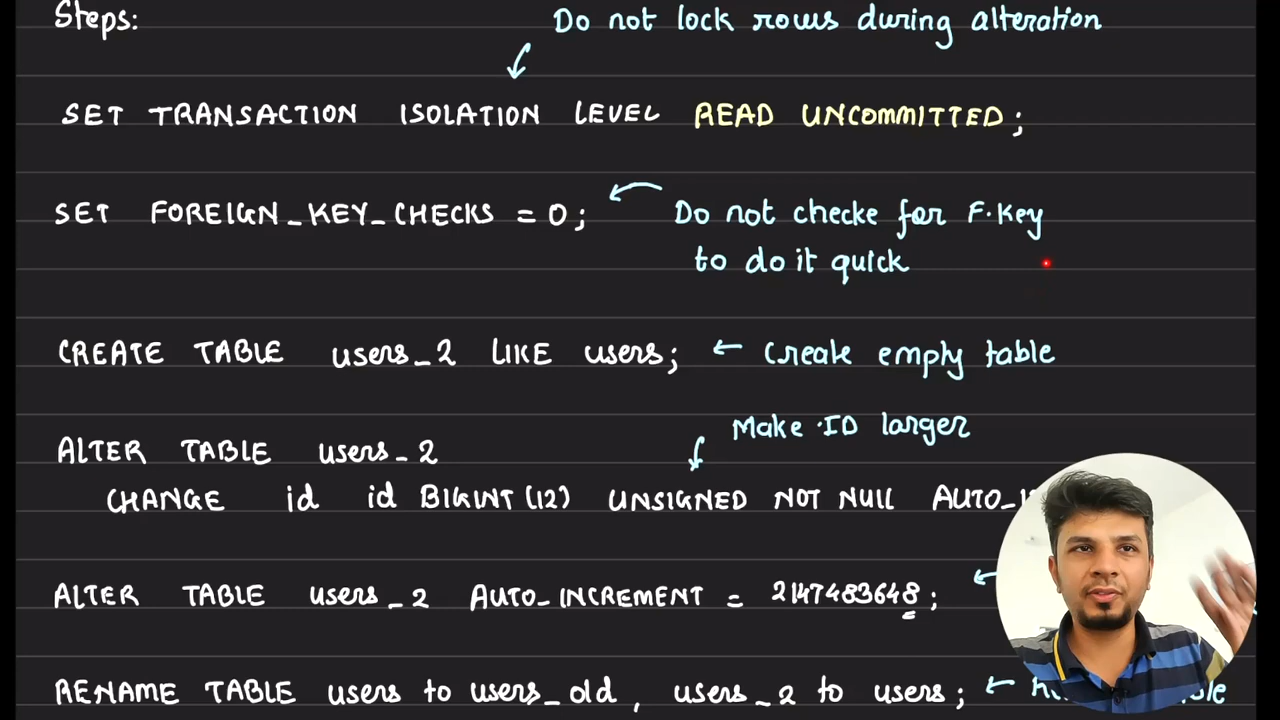 Steps:
Do not lock rows during alteration
SET TRANSACTION ISOLATION LEVEL READ UNCOMMITTED;
SET FOREIGN_KEY_CHECKS = 0;
Do not checke for F.Key
to do it quick
CREATE TABLE users_2 LIKE users; ← Create empty table
Make ID larger
ALTER TABLE users_2
CHANGE id id BIGINT (12) UNSIGNED NOT NULL
ALTER TABLE users_2 AUTO_INCREMENT = 2147483648;
RENAME TABLE users to users_old, users_2 to users; ←